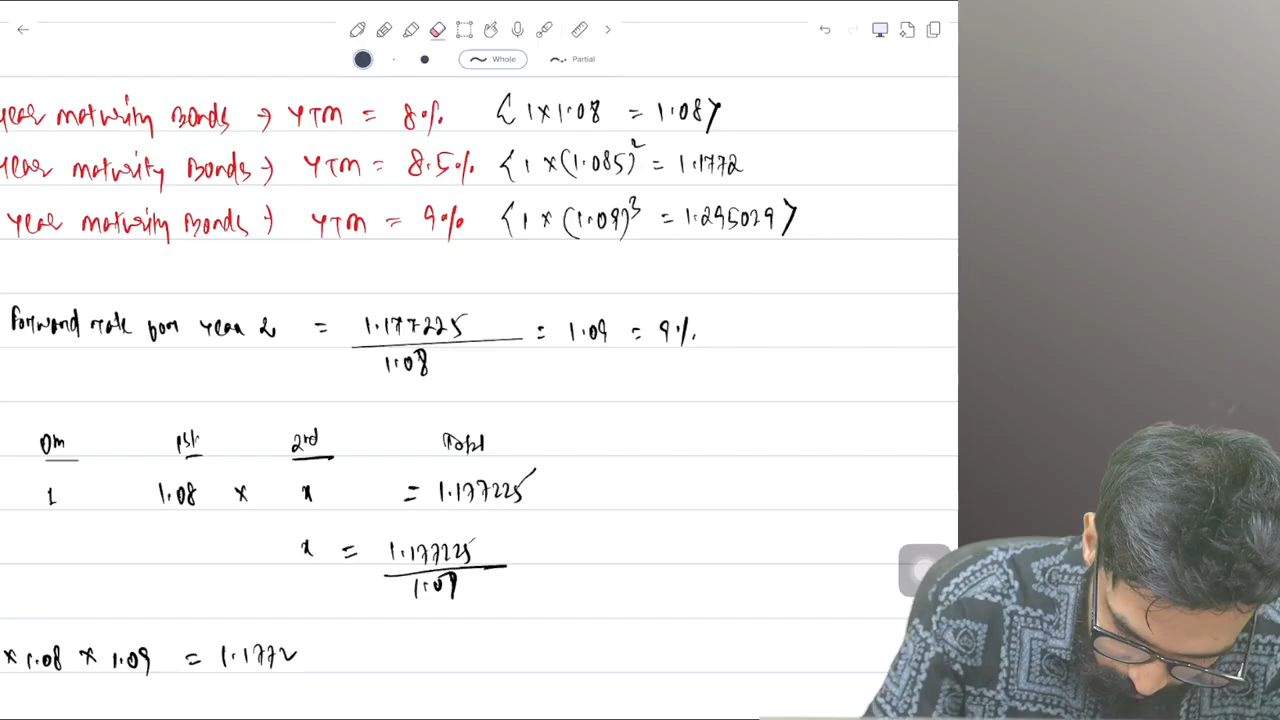 Whole Partial
year maturity Bonds → YTM = 8% {1 x 1.08 = 1.08}
year maturity Bonds → YTM = 8.5% {1 x (1.085)² = 1.1772
year maturity Bonds → YTM = 9% {1 x (1.09)³ = 1.295029}
Forward rate for year 2 = 1.177225 / 1.08 = 1.09 = 9%
1st 2nd Total
1 1.08 x x = 1.177225
x = 1.177225
x 1.08 x 1.09 = 1.1772